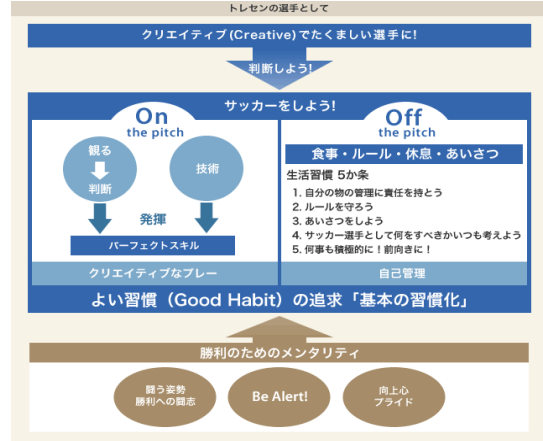 トレセンの選手として
クリエイティブ(Creative)でたくましい選手に!
判断しよう!
サッカーをしよう!
On
the pitch
観る
判断
技術
発揮
パーフェクトスキル
クリエイティブなプレー
Off
the pitch
食事・ルール・休息・あいさつ
生活習慣 5か条
1. 自分の物の管理に責任を持とう
2. ルールを守ろう
3. あいさつをしよう
4. サッカー選手として何をすべきかいつも考えよう
5. 何事も積極的に!前向きに!
自己管理
よい習慣(Good Habit)の追求「基本の習慣化」
勝利のためのメンタリティ
闘う姿勢
勝利への闘志
Be Alert!
向上心
プライド